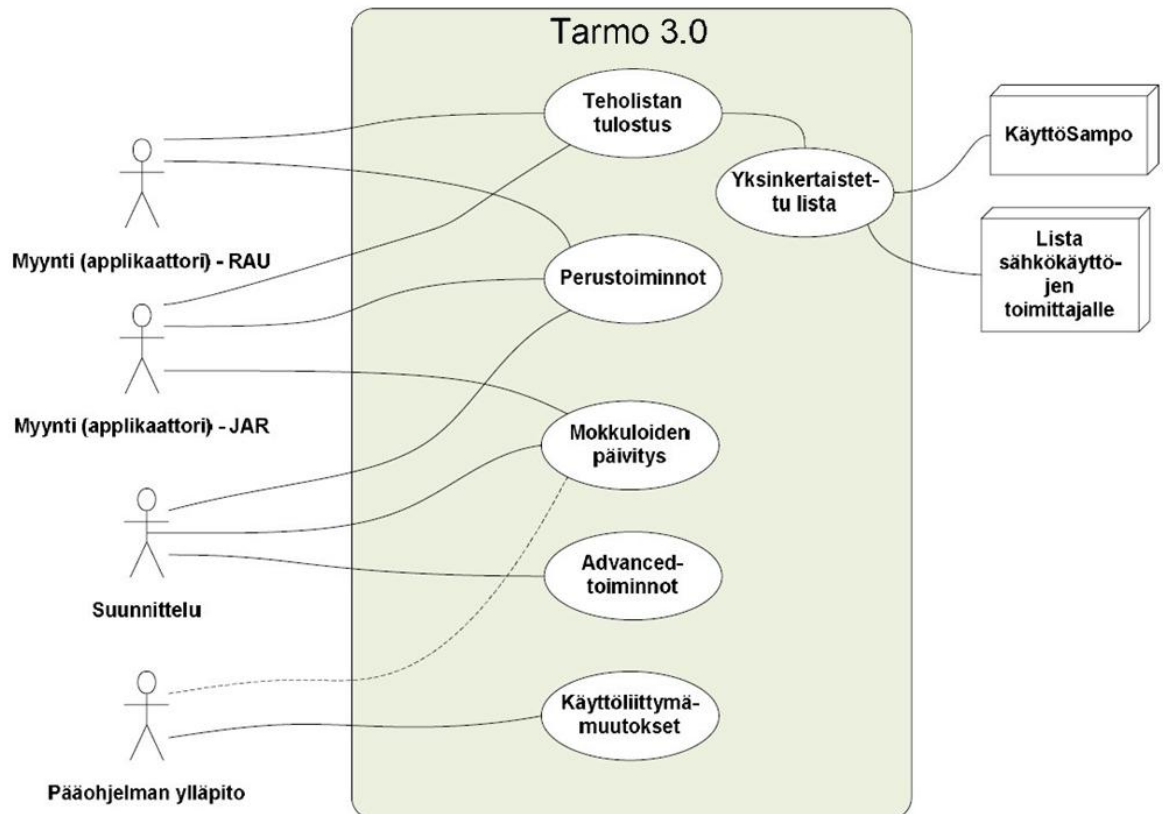 Tarmo 3.0
Teholistan
tulostus
KäyttöSampo
Yksinkertaistet-
tu lista
Myynti (applikaattori) - RAU
Lista
sähkökäyttö-
jen
toimittajalle
Perustoiminnot
Myynti (applikaattori) - JAR
Mokkuloiden
päivitys
Advanced-
toiminnot
Suunnittelu
Käyttöliittymä-
muutokset
Pääohjelman ylläpito